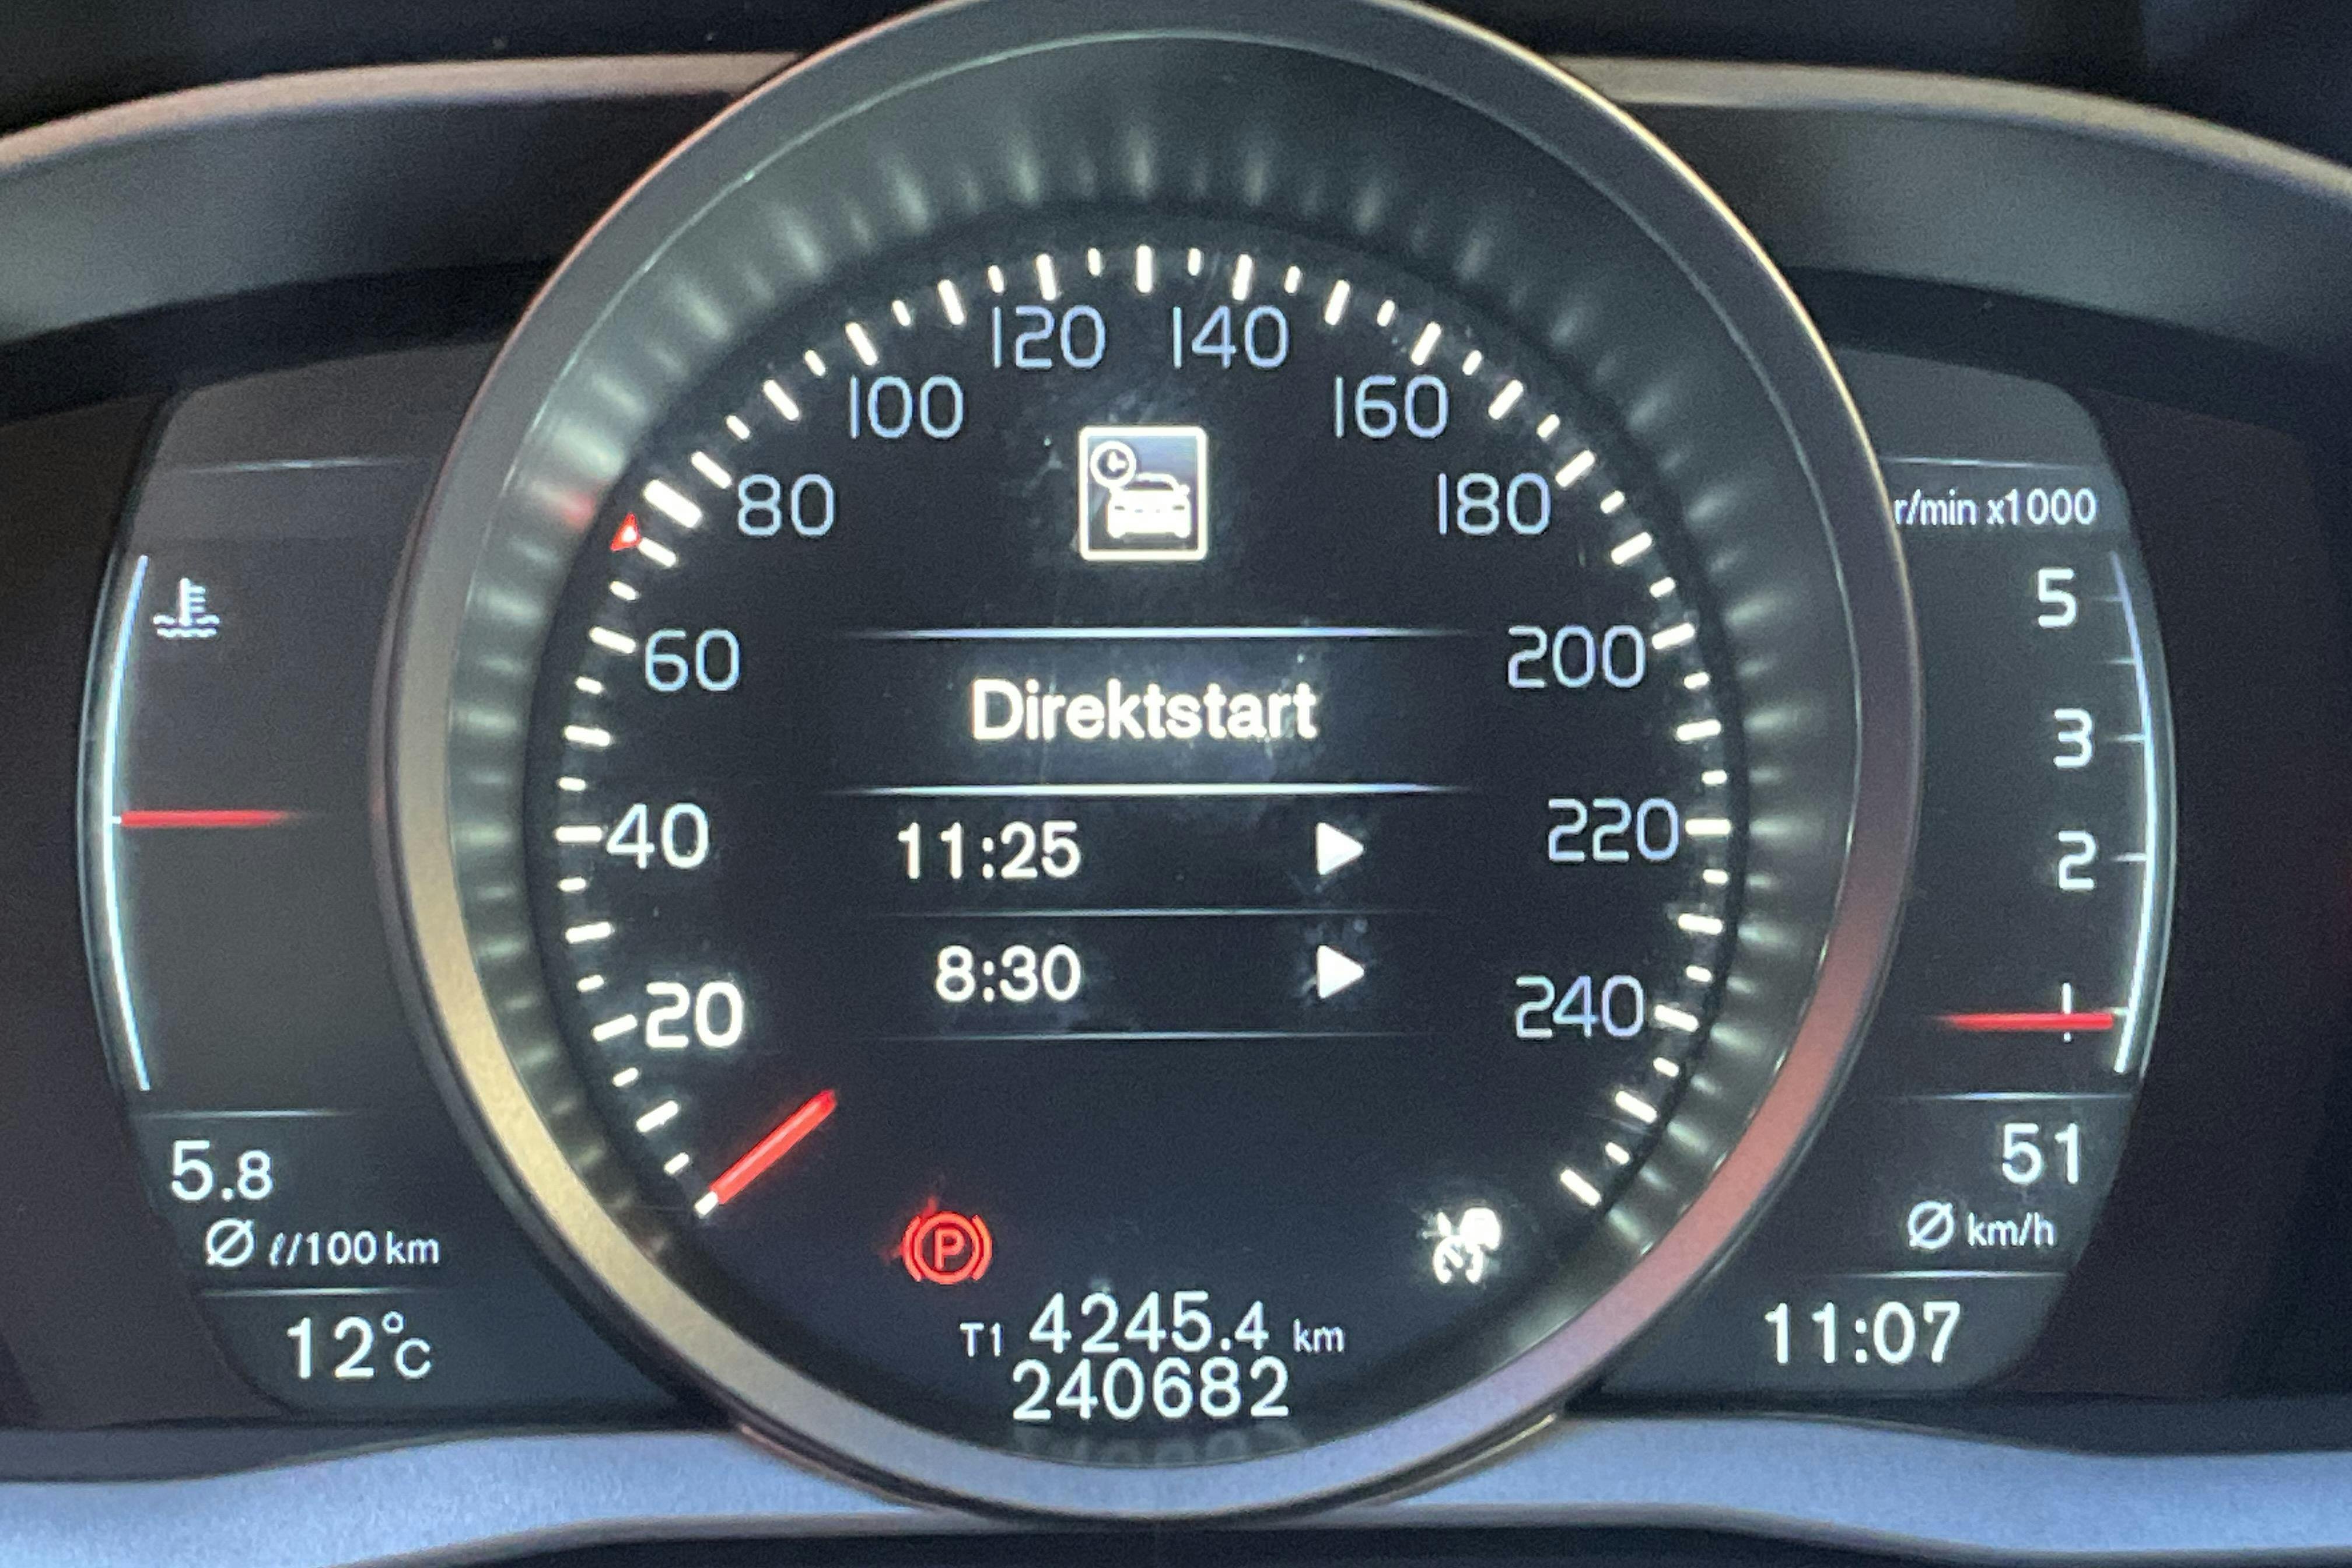 120 140
100 160
80 180
60 200
40 220
20 240
Direktstart
11:25
8:30
5.8
Ø ℓ/100 km
12°C
P
T1 4245.4 km
240682
r/min x1000
5
3
2
1
51
Ø km/h
11:07